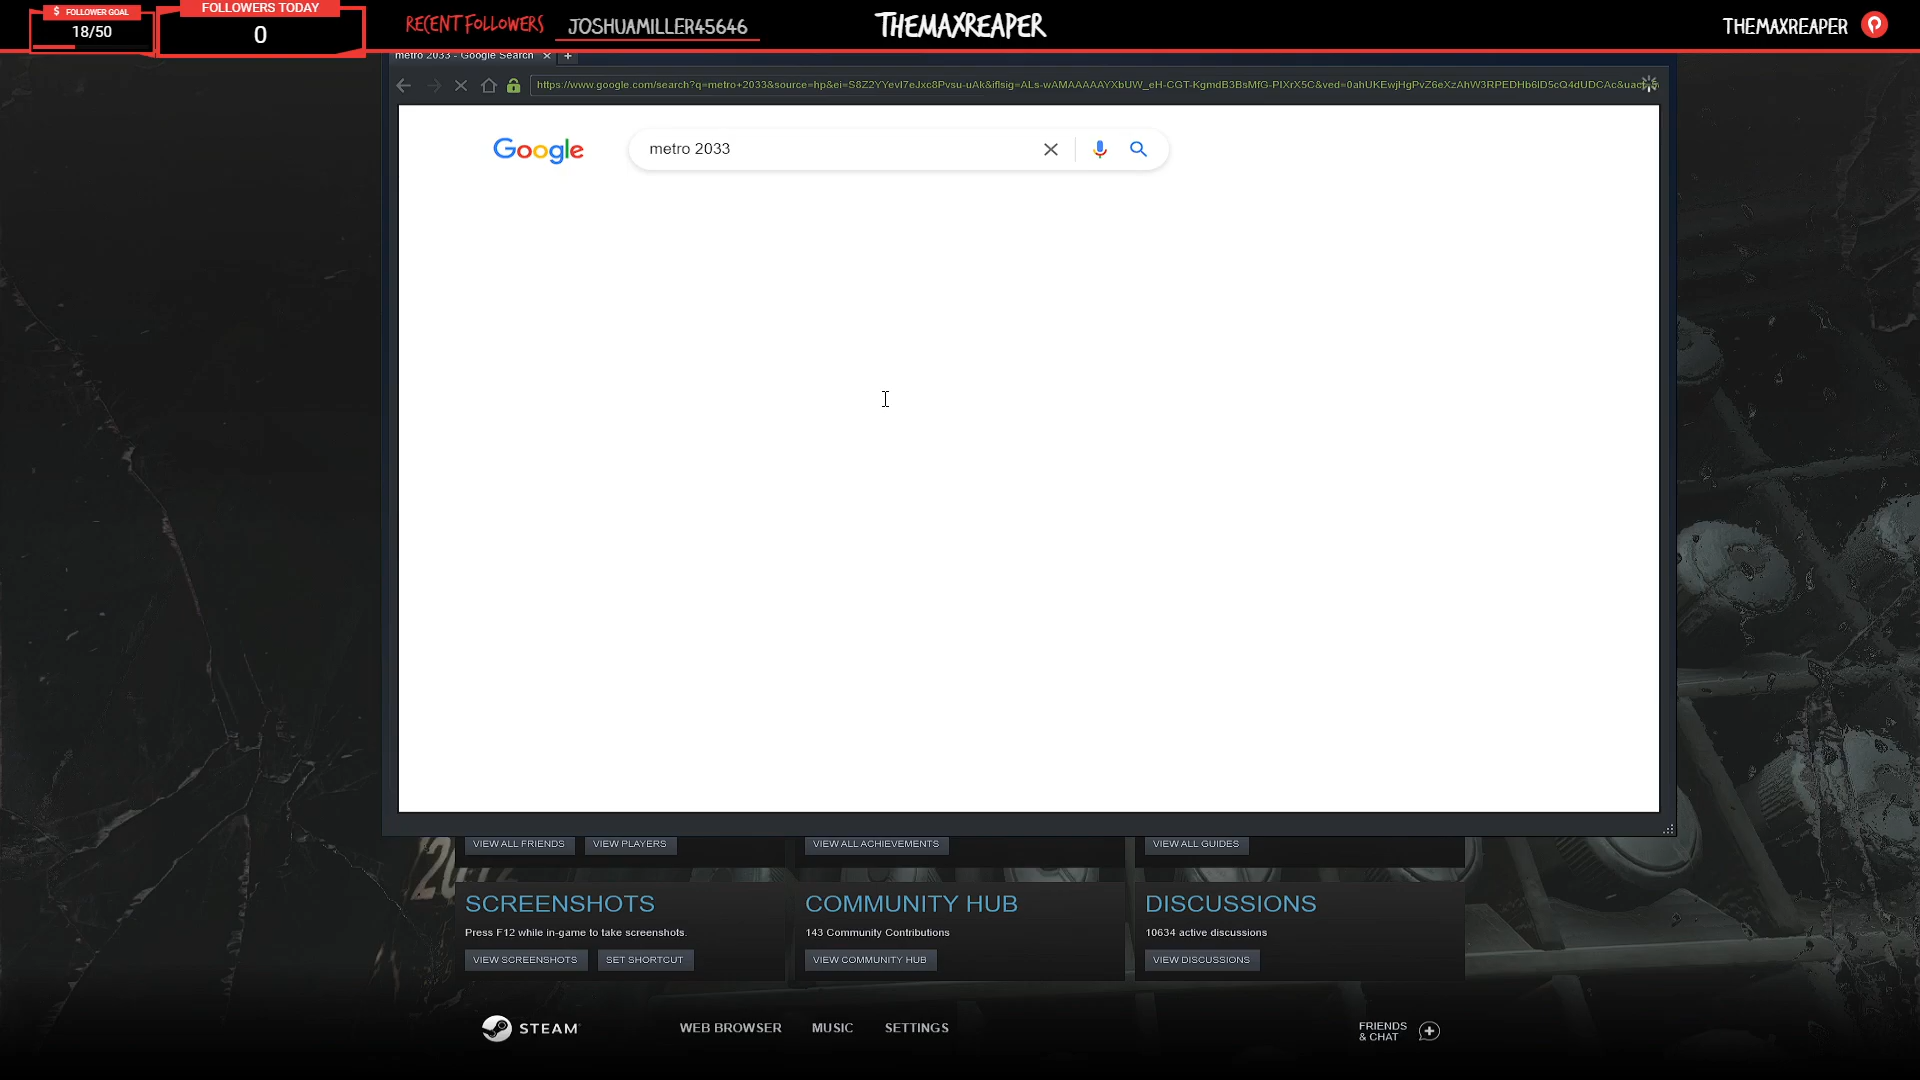 $ FOLLOWER GOAL
18/50
FOLLOWERS TODAY
0
RECENT FOLLOWERS JOSHUAMILLER45646
THEMAXREAPER
THEMAXREAPER
metro 2033 - Google Search
Google
metro 2033
VIEW ALL FRIENDS VIEW PLAYERS
VIEW ALL ACHIEVEMENTS
VIEW ALL GUIDES
SCREENSHOTS
Press F12 while in-game to take screenshots.
VIEW SCREENSHOTS SET SHORTCUT
COMMUNITY HUB
143 Community Contributions
VIEW COMMUNITY HUB
DISCUSSIONS
10634 active discussions
VIEW DISCUSSIONS
STEAM
WEB BROWSER MUSIC SETTINGS
FRIENDS
& CHAT